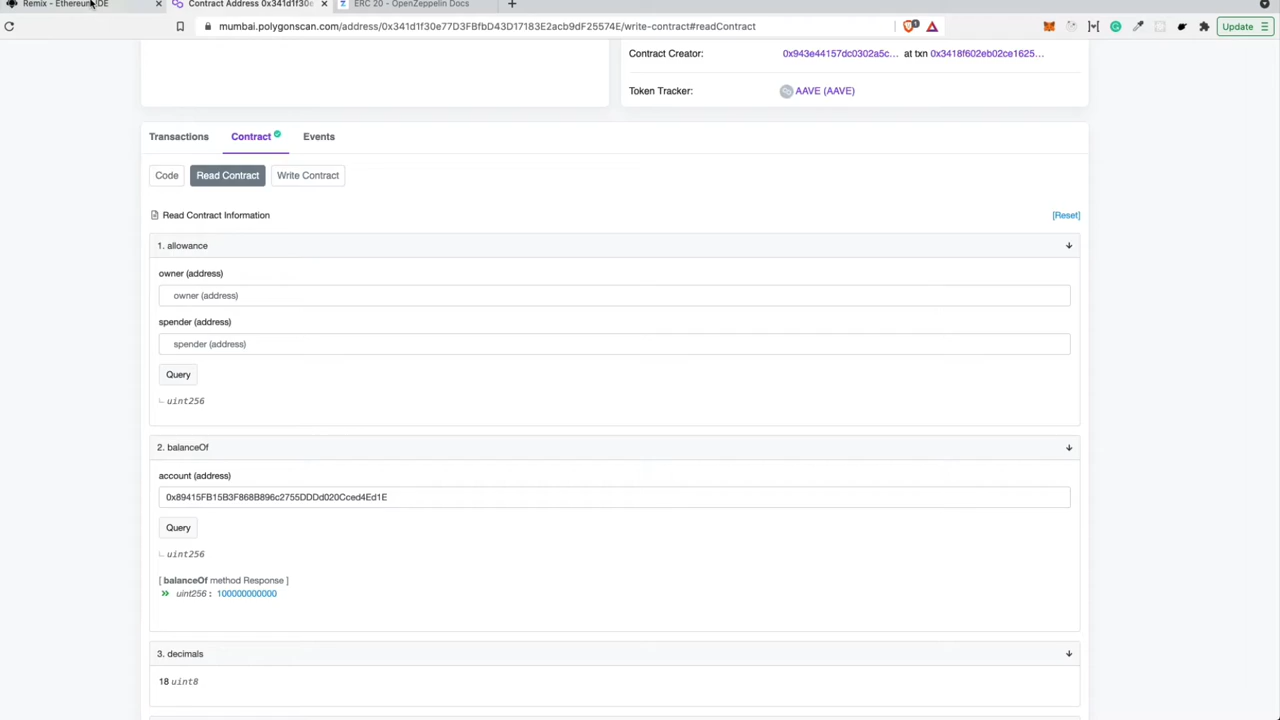 Remix - Ethereum IDE
Contract Address 0x341d1f30e
ERC 20 - OpenZeppelin Docs
mumbai.polygonscan.com/address/0x341d1f30e77D3FBfbD43D17183E2acb9dF25574E/write-contract#readContract
1
Update
Contract Creator:
0x943e44157dc0302a5c... at txn 0x3418f602eb02ce1625...
Token Tracker:
AAVE (AAVE)
Transactions
Contract
Events
Code
Read Contract
Write Contract
Read Contract Information
[Reset]
1. allowance
owner (address)
owner (address)
spender (address)
spender (address)
Query
uint256
2. balanceOf
account (address)
0x89415FB15B3F868B896c2755DDDd020Cced4Ed1E
Query
uint256
[ balanceOf method Response ]
uint256 : 100000000000
3. decimals
18 uint8